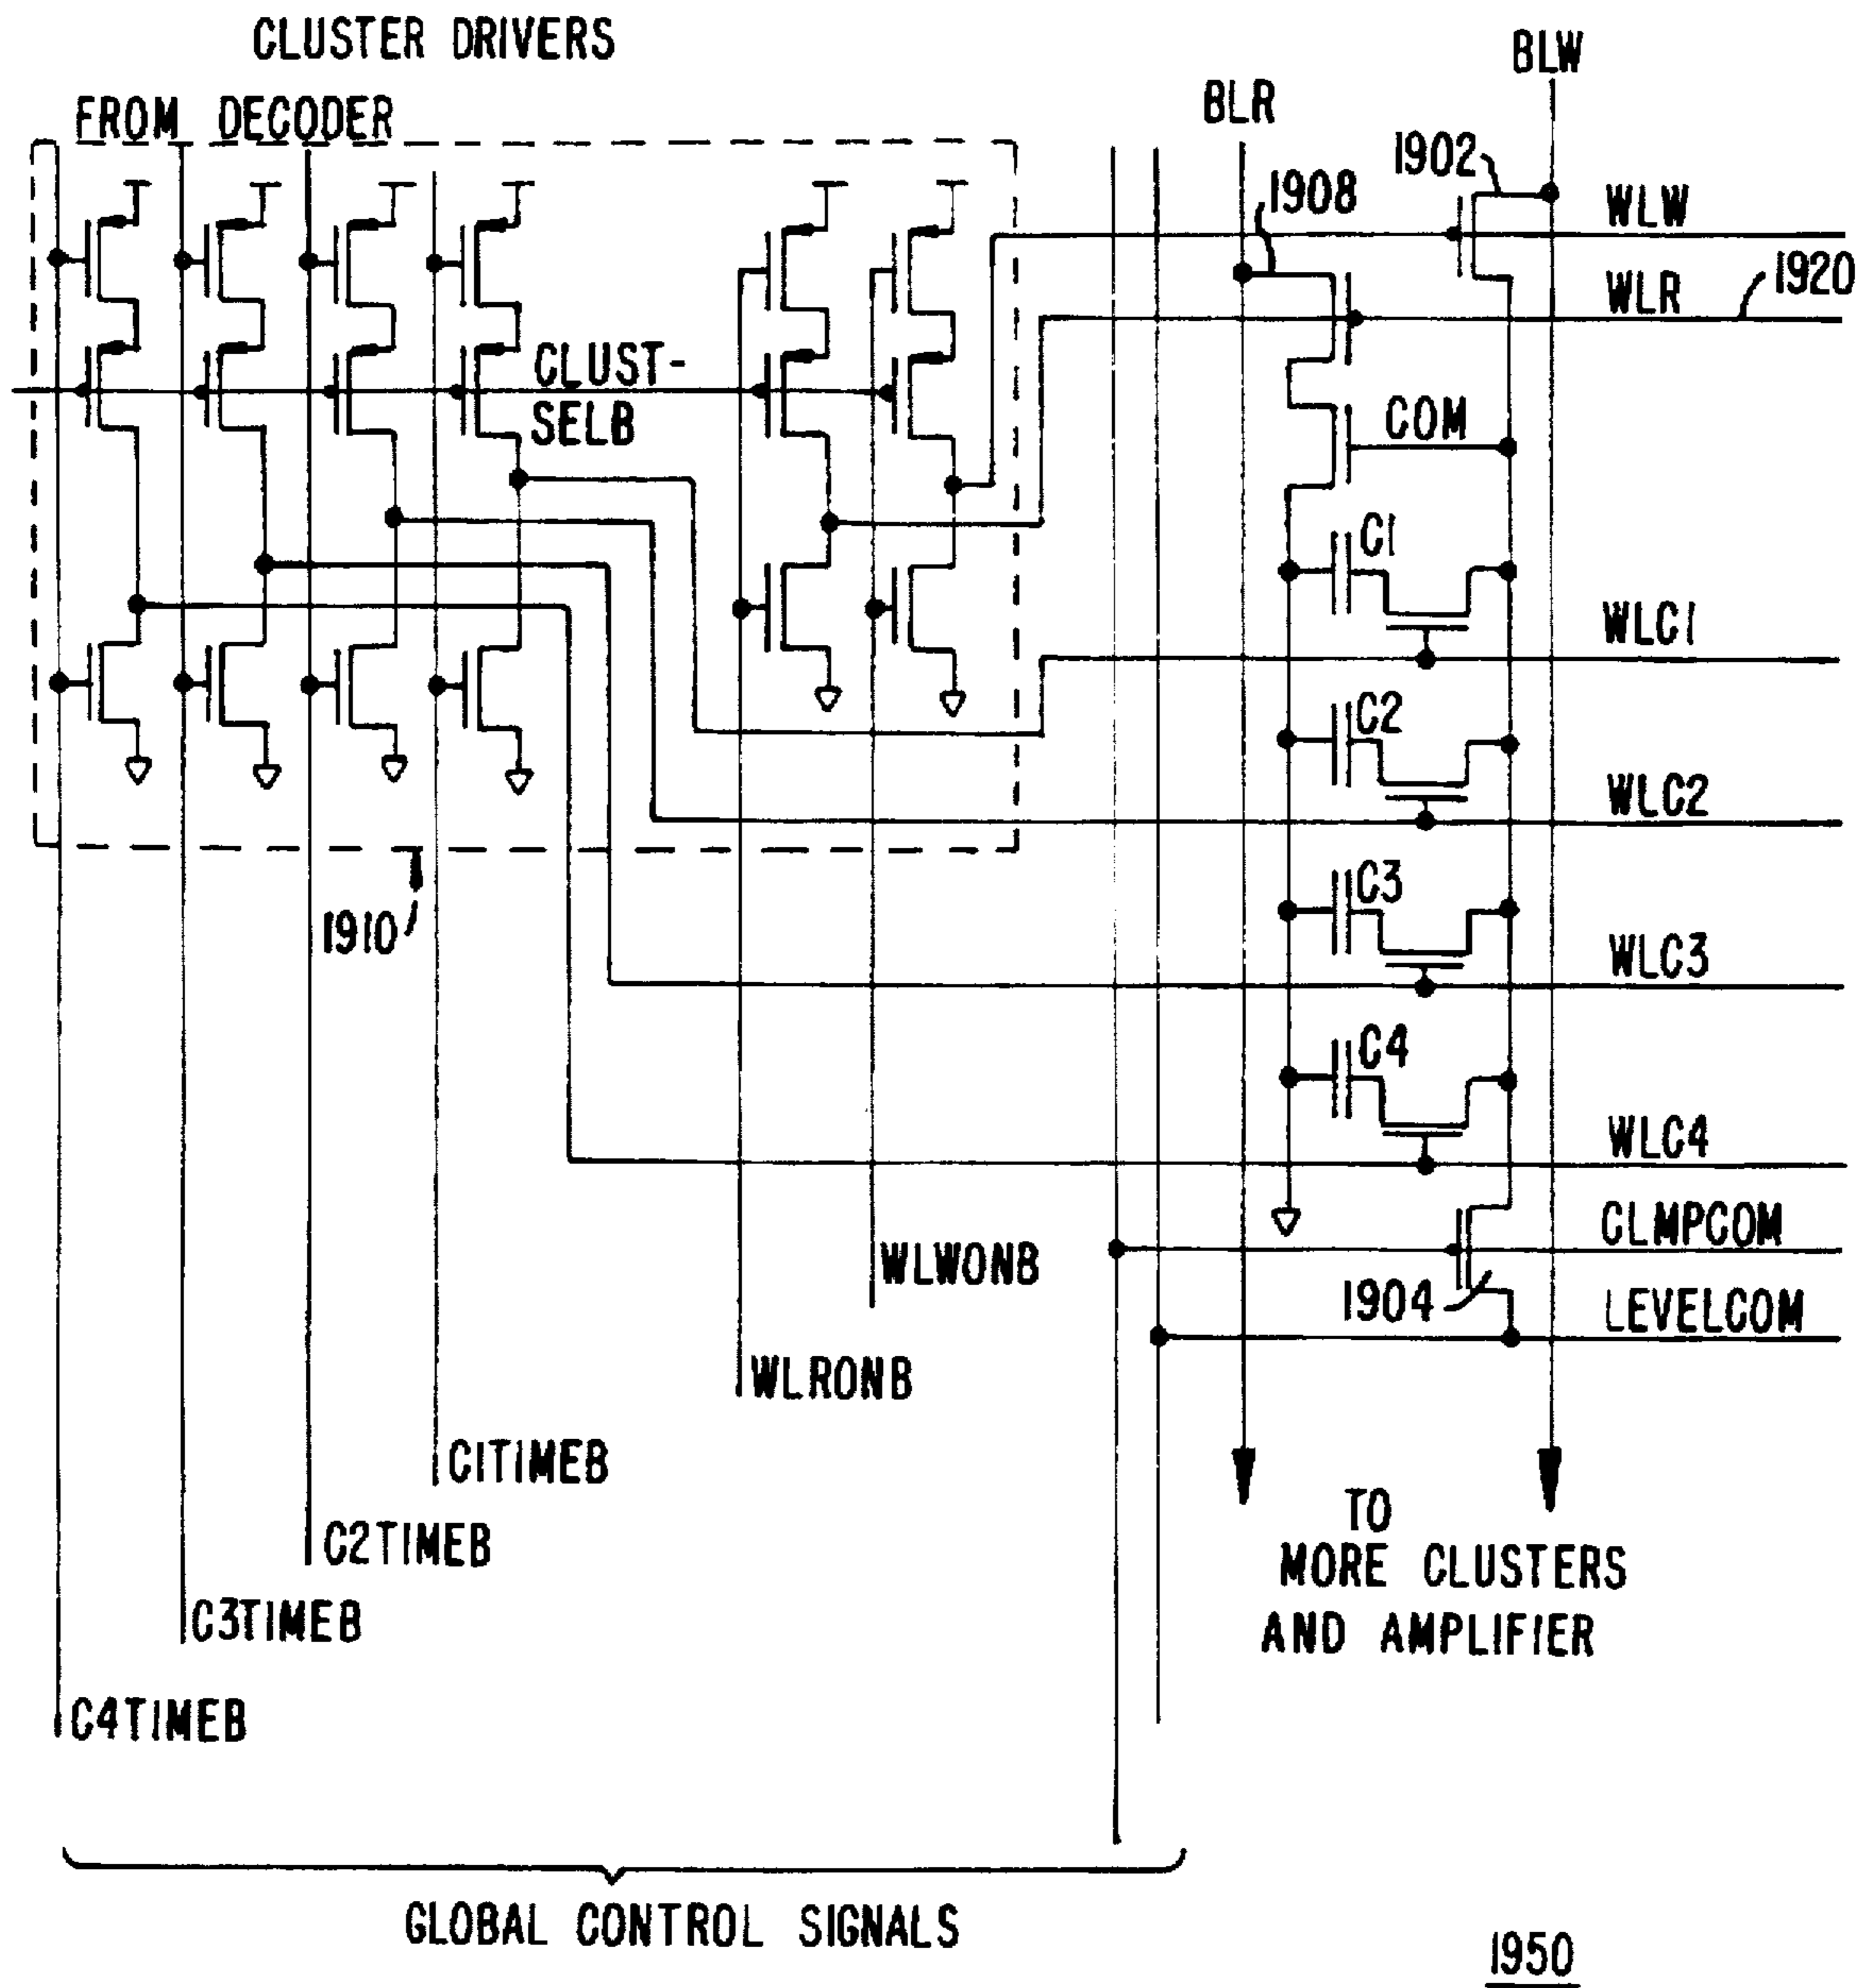 CLUSTER DRIVERS
FROM DECODER
BLR
BLW
1902
1908
WLW
WLR
1920
CLUST-
SELB
COM
C1
WLC1
C2
WLC2
1910
C3
WLC3
C4
WLC4
CLMPCOM
WLWONB
1904
LEVELCOM
WLRONB
C1TIMEB
TO
MORE CLUSTERS
AND AMPLIFIER
C2TIMEB
C3TIMEB
C4TIMEB
GLOBAL CONTROL SIGNALS
1950